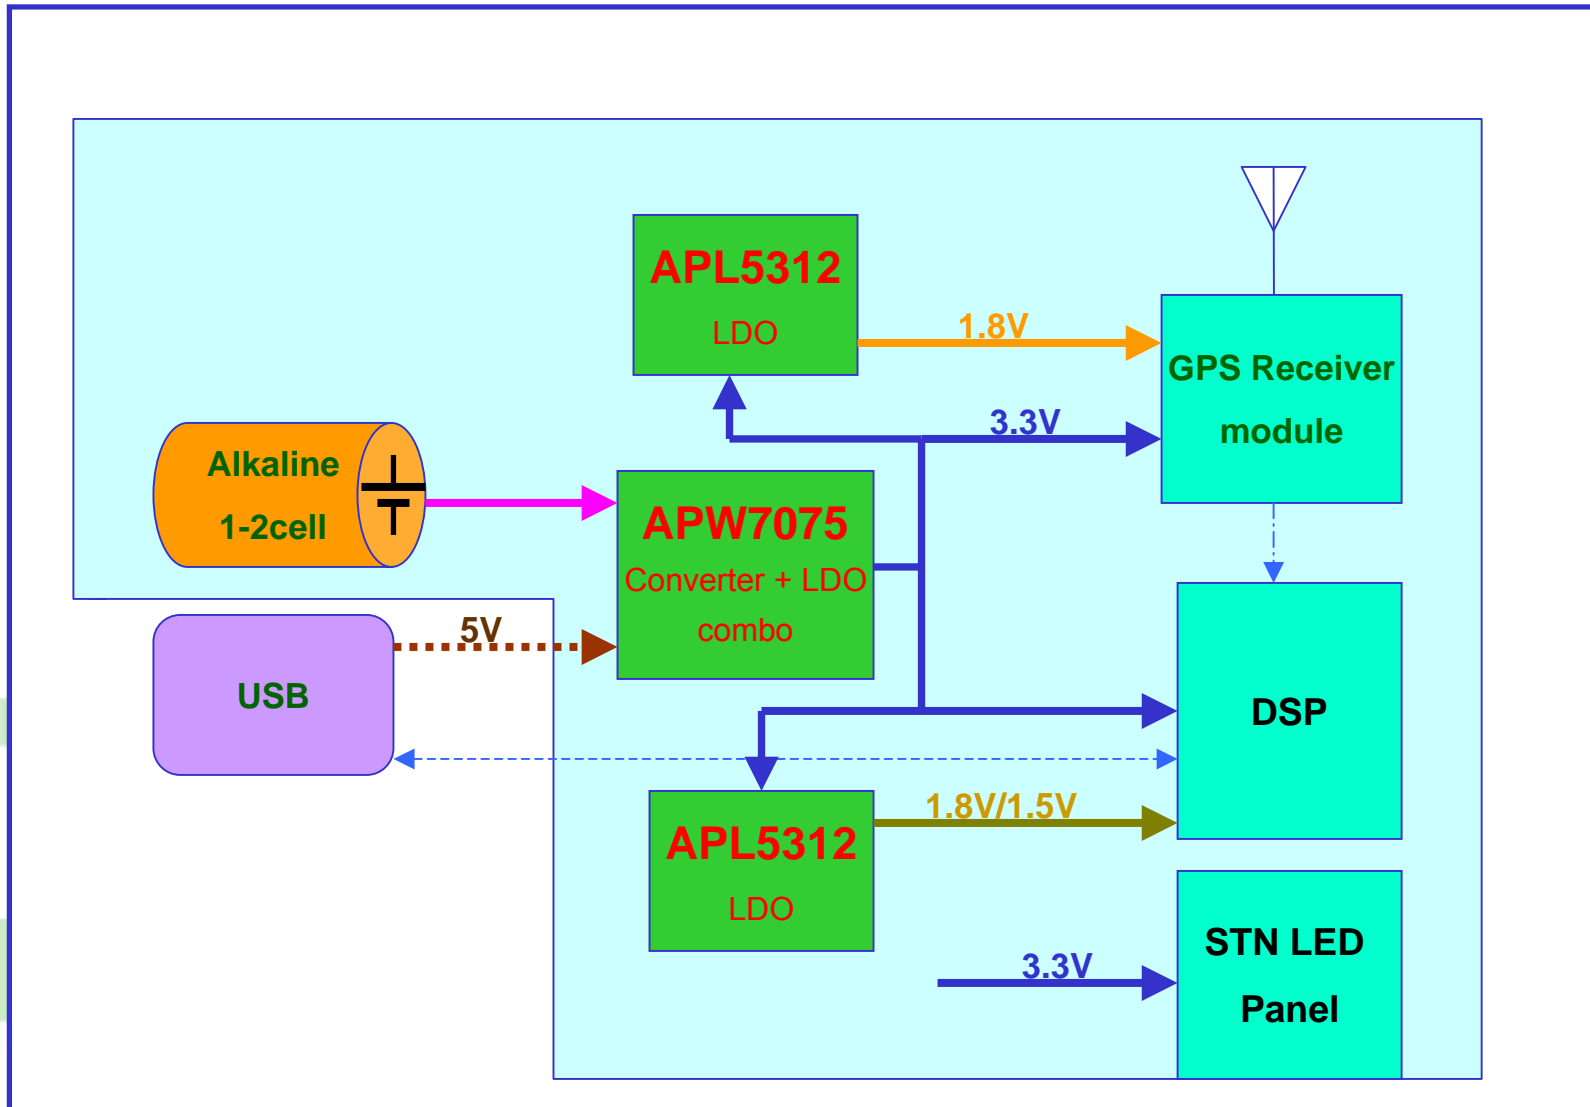 APL5312
LDO
1.8V
GPS Receiver
module
3.3V
Alkaline
1-2cell
APW7075
Converter + LDO
combo
5V
USB
DSP
1.8V/1.5V
APL5312
LDO
3.3V
STN LED
Panel